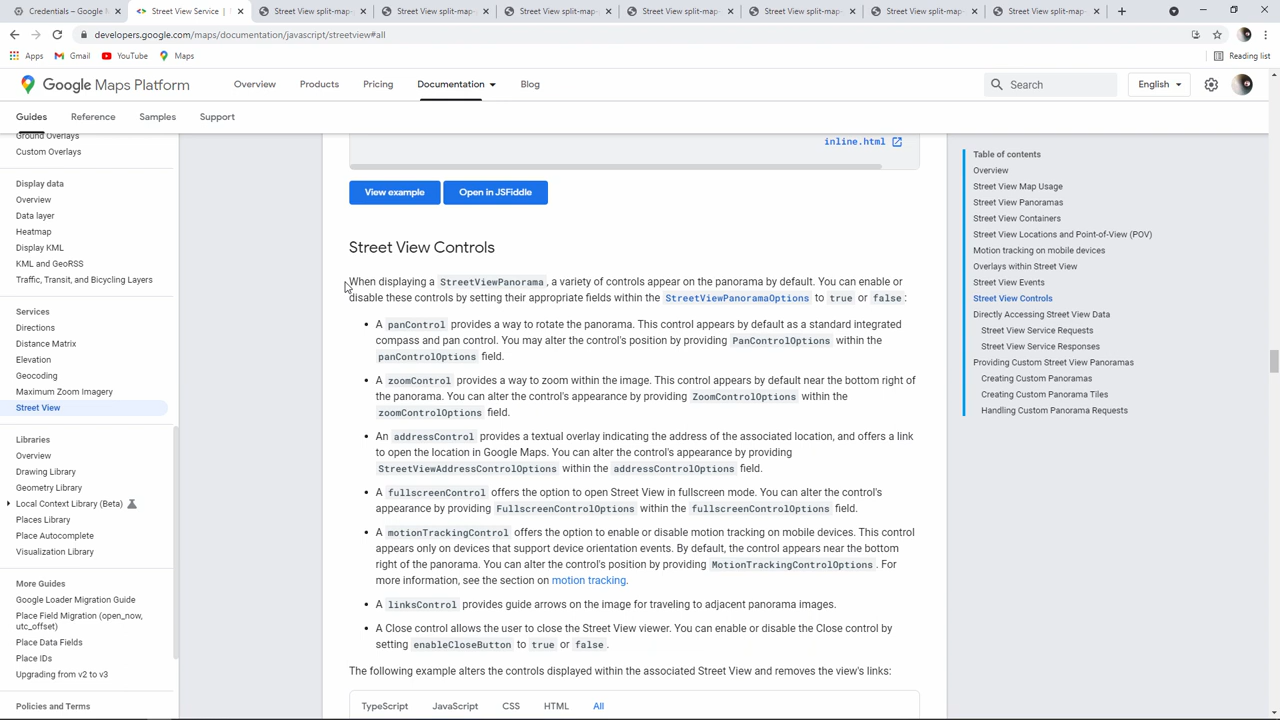 Credentials – Google M
Street View Service | 
Street View split-map-
Street View split-map-
Street View split-map-
Street View split-map-
Street View split-map-
Street View split-map-
Street View split-map-
developers.google.com/maps/documentation/javascript/streetview#all
Apps
Gmail
YouTube
Maps
Reading list
Google Maps Platform
Overview
Products
Pricing
Documentation
Blog
Search
English
Guides
Reference
Samples
Support
Ground Overlays
Custom Overlays
Display data
Overview
Data layer
Heatmap
Display KML
KML and GeoRSS
Traffic, Transit, and Bicycling Layers
Services
Directions
Distance Matrix
Elevation
Geocoding
Maximum Zoom Imagery
Street View
Libraries
Overview
Drawing Library
Geometry Library
Local Context Library (Beta)
Places Library
Place Autocomplete
Visualization Library
More Guides
Google Loader Migration Guide
Place Field Migration (open_now,
utc_offset)
Place Data Fields
Place IDs
Upgrading from v2 to v3
Policies and Terms
inline.html
View example
Open in JSFiddle
Street View Controls
When displaying a StreetViewPanorama, a variety of controls appear on the panorama by default. You can enable or
disable these controls by setting their appropriate fields within the StreetViewPanoramaOptions to true or false:
• A panControl provides a way to rotate the panorama. This control appears by default as a standard integrated
compass and pan control. You may alter the control's position by providing PanControlOptions within the
panControlOptions field.
• A zoomControl provides a way to zoom within the image. This control appears by default near the bottom right of
the panorama. You can alter the control's appearance by providing ZoomControlOptions within the
zoomControlOptions field.
• An addressControl provides a textual overlay indicating the address of the associated location, and offers a link
to open the location in Google Maps. You can alter the control's appearance by providing
StreetViewAddressControlOptions within the addressControlOptions field.
• A fullscreenControl offers the option to open Street View in fullscreen mode. You can alter the control's
appearance by providing FullscreenControlOptions within the fullscreenControlOptions field.
• A motionTrackingControl offers the option to enable or disable motion tracking on mobile devices. This control
appears only on devices that support device orientation events. By default, the control appears near the bottom
right of the panorama. You can alter the control's position by providing MotionTrackingControlOptions. For
more information, see the section on motion tracking.
• A linksControl provides guide arrows on the image for traveling to adjacent panorama images.
• A Close control allows the user to close the Street View viewer. You can enable or disable the Close control by
setting enableCloseButton to true or false.
The following example alters the controls displayed within the associated Street View and removes the view's links:
TypeScript
JavaScript
CSS
HTML
All
Table of contents
Overview
Street View Map Usage
Street View Panoramas
Street View Containers
Street View Locations and Point-of-View (POV)
Motion tracking on mobile devices
Overlays within Street View
Street View Events
Street View Controls
Directly Accessing Street View Data
Street View Service Requests
Street View Service Responses
Providing Custom Street View Panoramas
Creating Custom Panoramas
Creating Custom Panorama Tiles
Handling Custom Panorama Requests